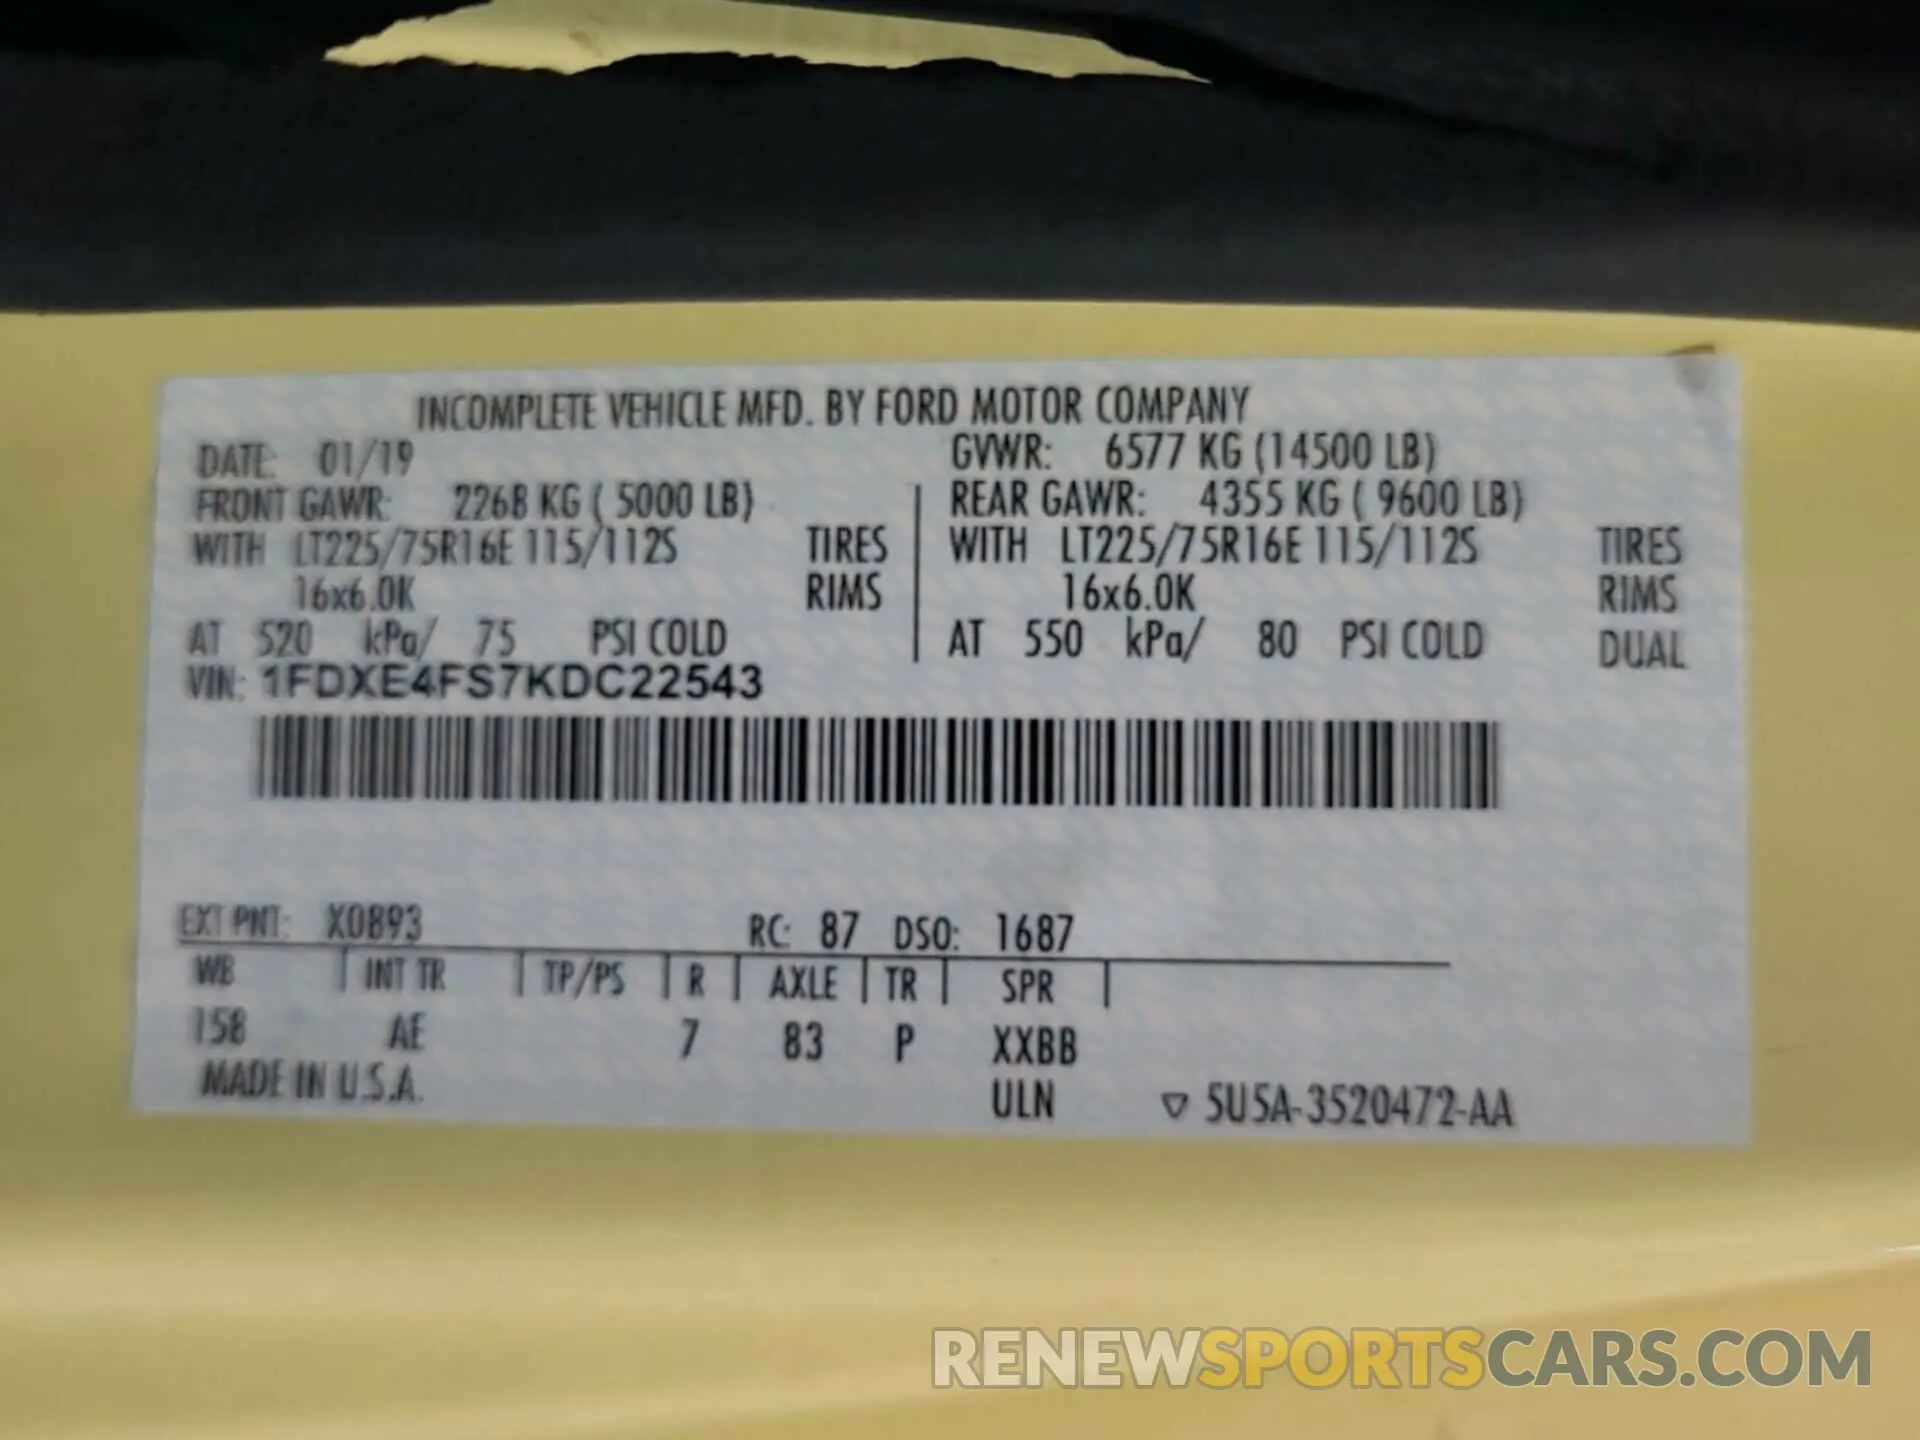 INCOMPLETE VEHICLE MFD. BY FORD MOTOR COMPANY
DATE: 01/19 GVWR: 6577 KG (14500 LB)
FRONT GAWR: 2268 KG ( 5000 LB) REAR GAWR: 4355 KG ( 9600 LB)
WITH LT225/75R16E 115/112S TIRES WITH LT225/75R16E 115/112S TIRES
16x6.0K RIMS 16x6.0K RIMS
AT 520 kPa/ 75 PSI COLD AT 550 kPa/ 80 PSI COLD DUAL
VIN: 1FDXE4FS7KDC22543
EXT PNT: X0893 RC: 87 DSO: 1687
WB INT TR TP/PS R AXLE TR SPR
158 AE 7 83 P XXBB
MADE IN U.S.A. ULN ▽ 5U5A-3520472-AA
RENEWSPORTSCARS.COM